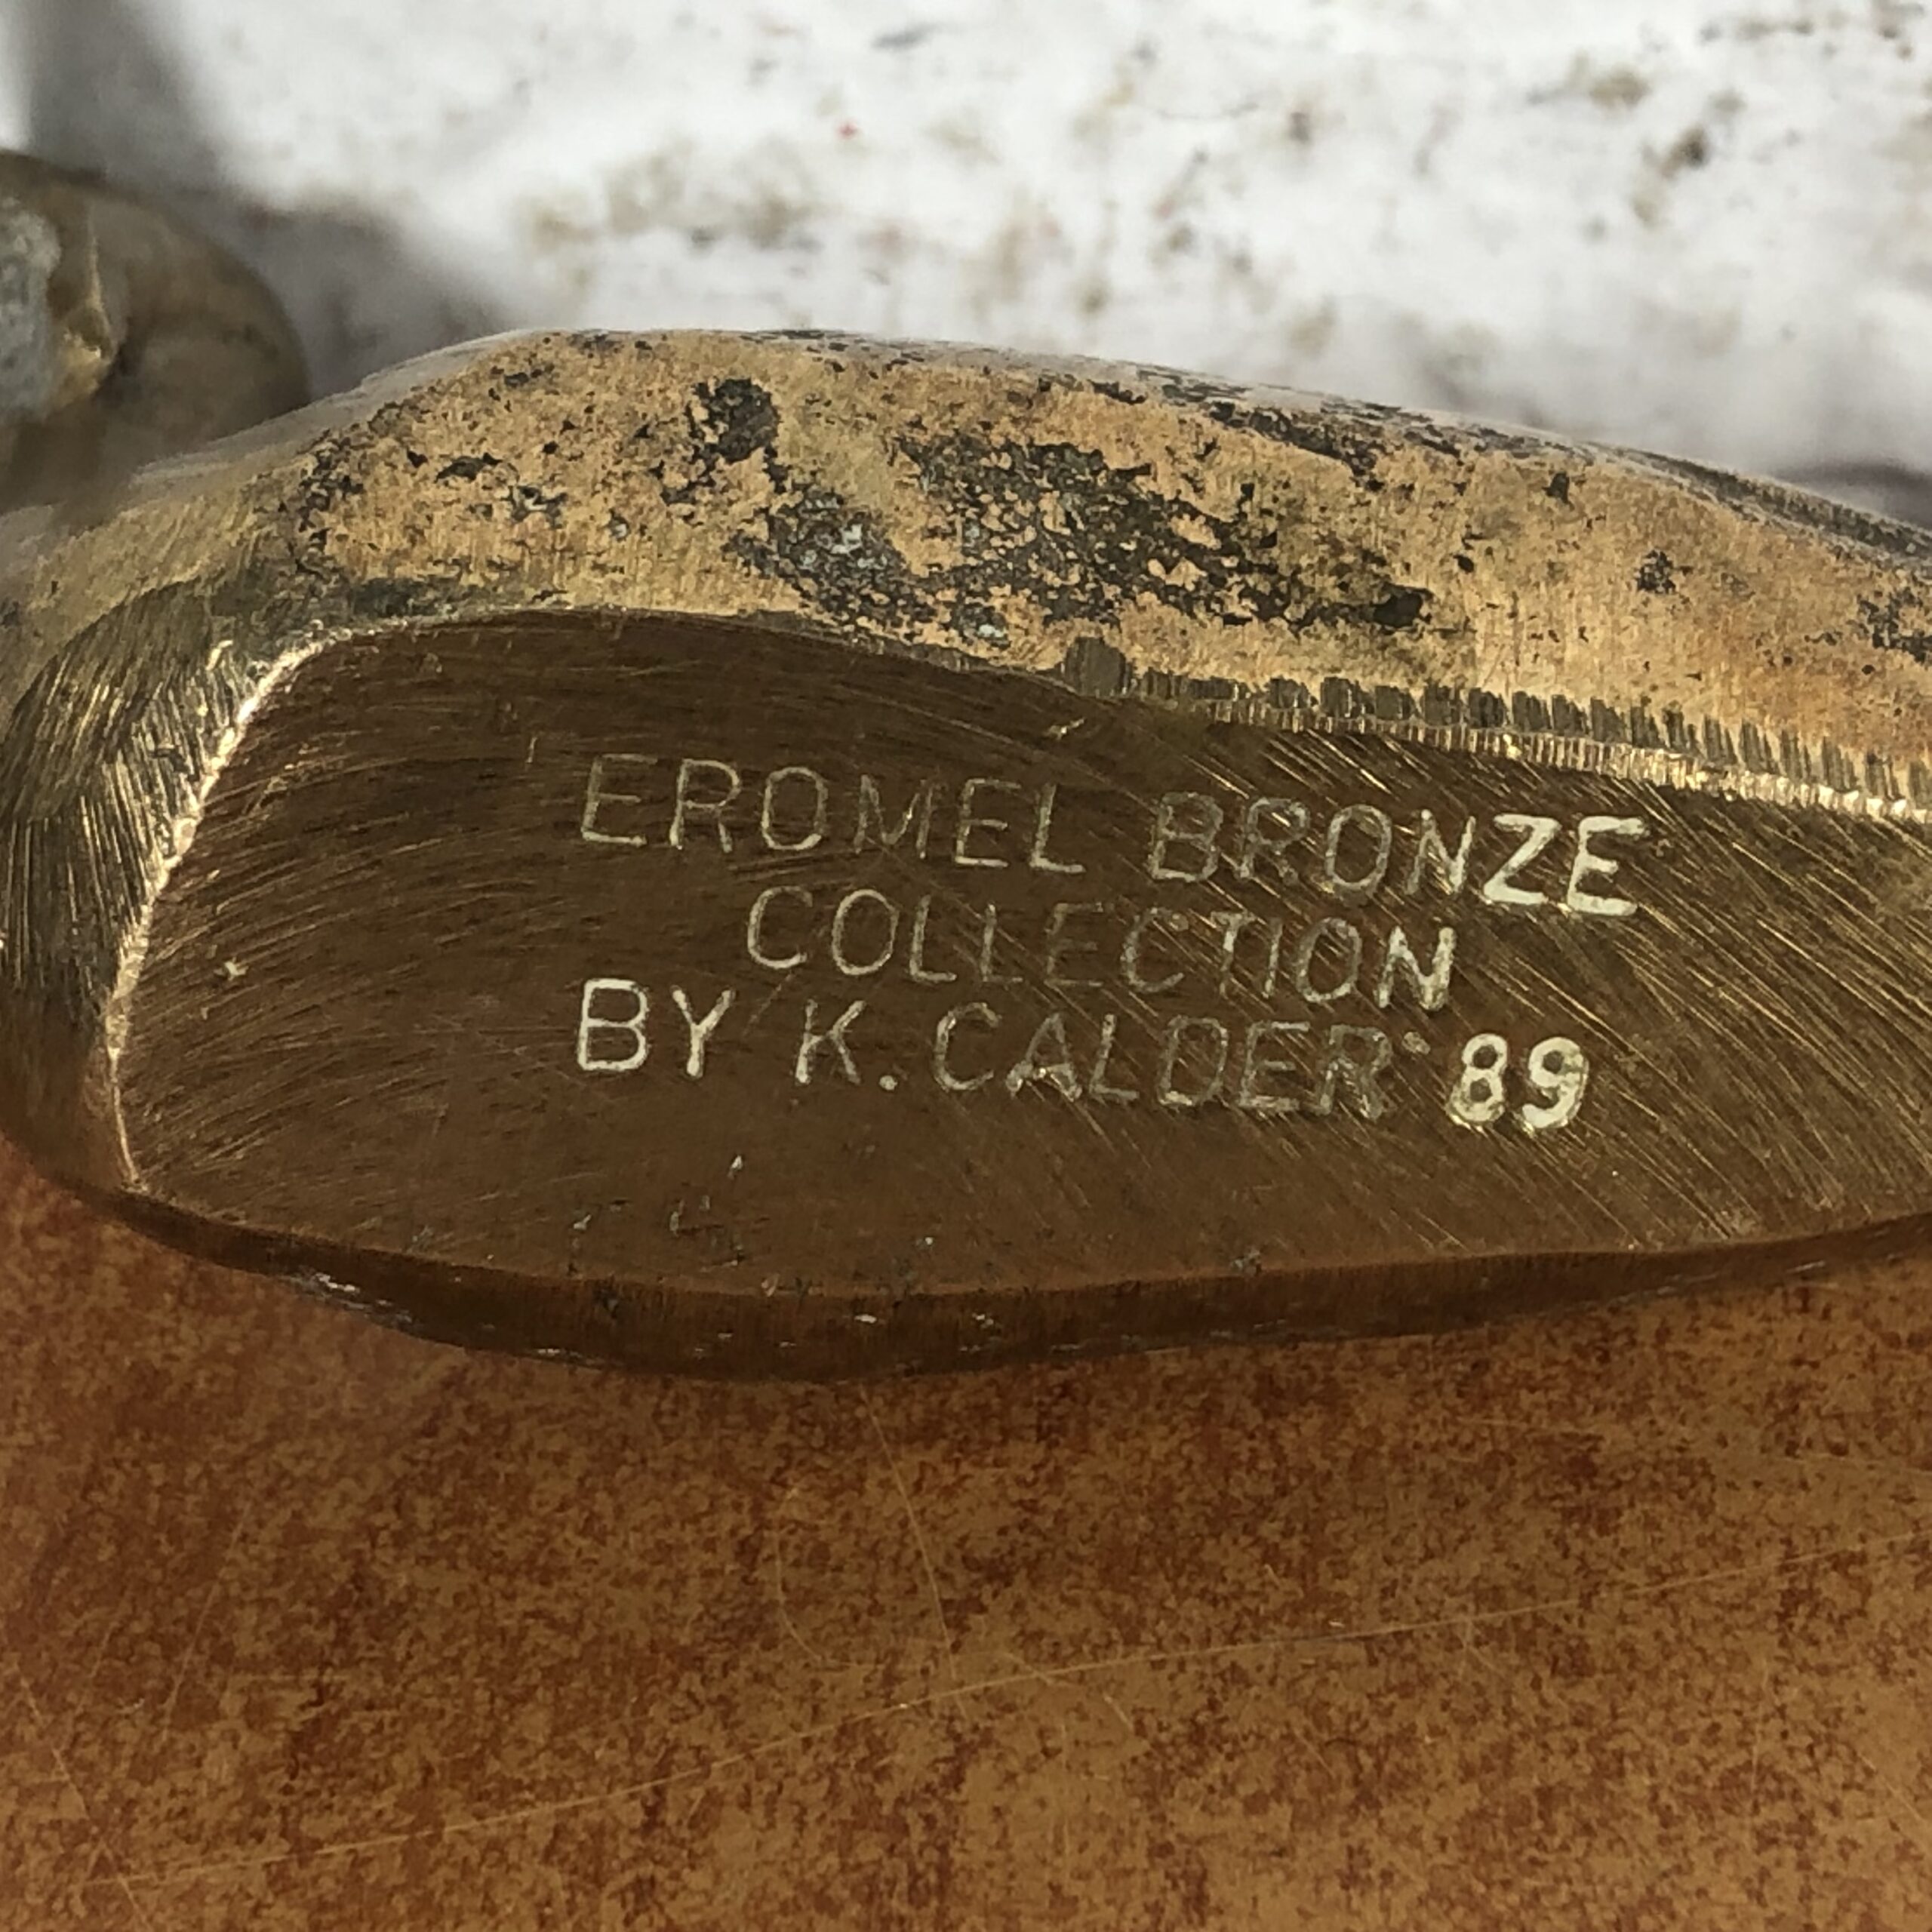 EROMEL BRONZE
COLLECTION
BY K. CALDER '89